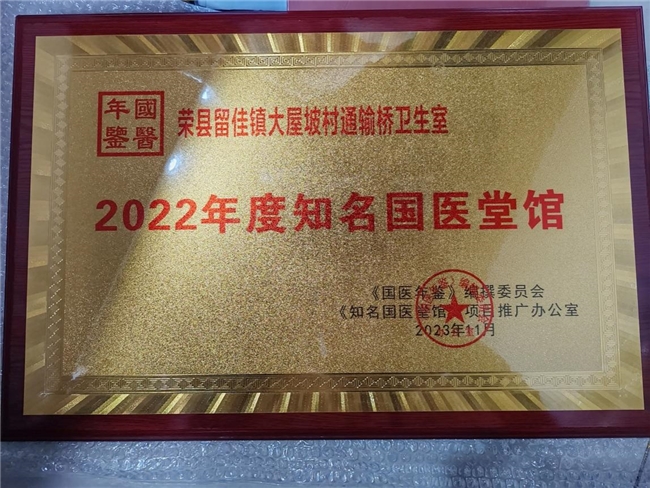 國醫
年鑒
荣县留佳镇大屋坡村通输桥卫生室
2022年度知名国医堂馆
《国医年鉴》编撰委员会
《知名国医堂馆》项目推广办公室
2023年11月